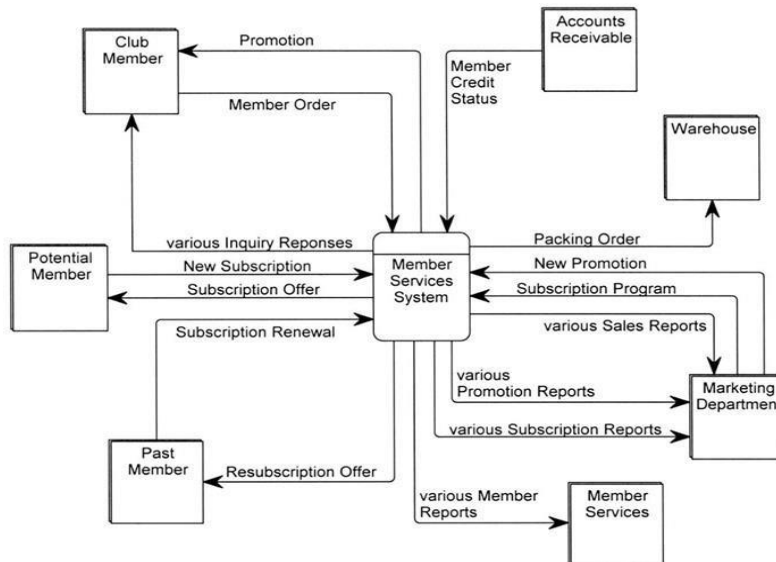 Club
Member
Promotion
Accounts
Receivable
Member
Credit
Status
Member Order
Warehouse
various Inquiry Reponses
Packing Order
Potential
Member
New Subscription
Member
Services
System
New Promotion
Subscription Offer
Subscription Program
Subscription Renewal
various Sales Reports
various
Promotion Reports
Marketing
Department
various Subscription Reports
Past
Member
Resubscription Offer
various Member
Reports
Member
Services